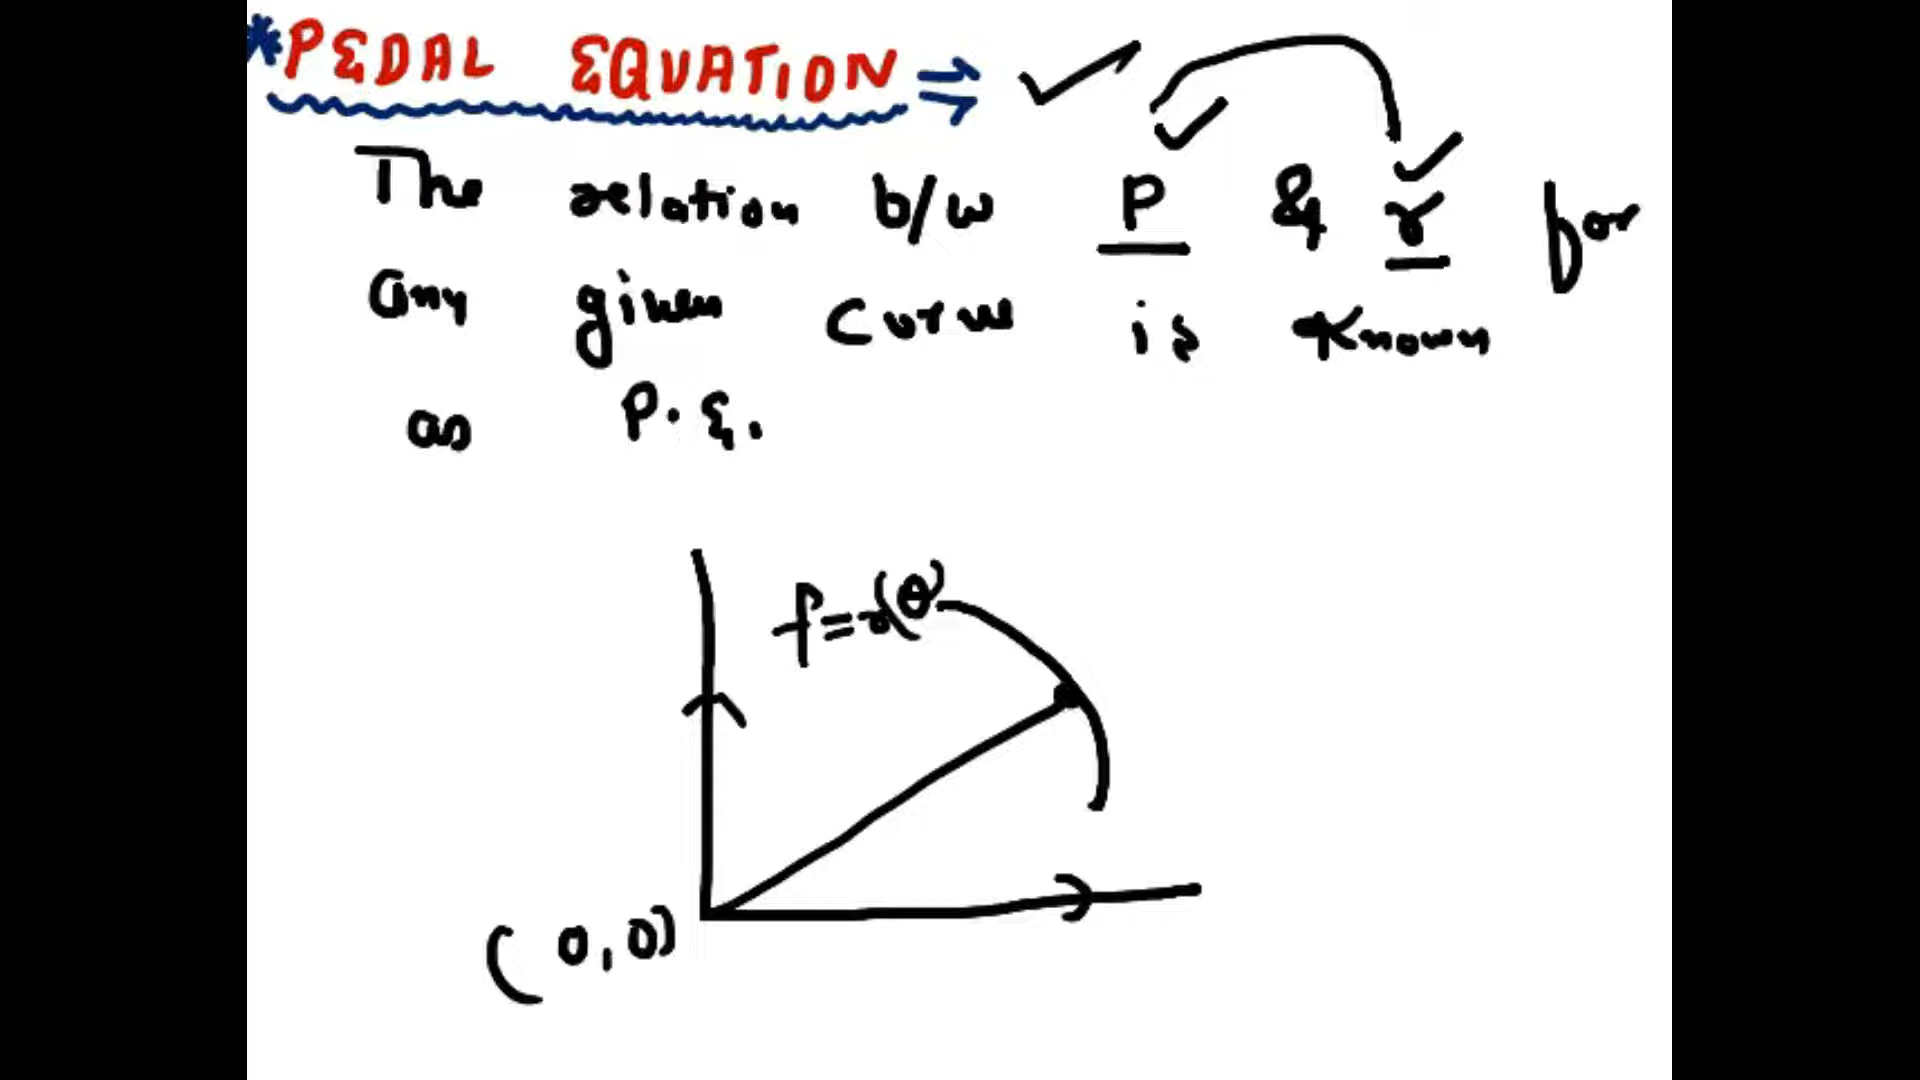 *PEDAL EQUATION ⇒
The relation b/w P & r for
any given curve is known
as P.E.
f=r(θ)
(0,0)